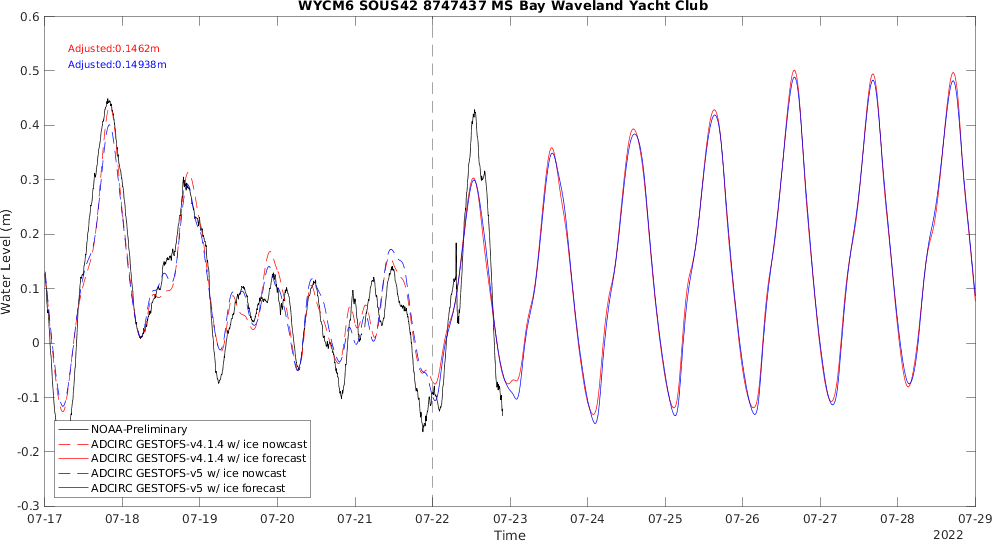 WYCM6 SOUS42 8747437 MS Bay Waveland Yacht Club
0.6
0.5
0.4
0.3
0.2
0.1
0
-0.1
-0.2
-0.3
Water Level (m)
Adjusted:0.1462m
Adjusted:0.14938m
NOAA-Preliminary
ADCIRC GESTOFS-v4.1.4 w/ ice nowcast
ADCIRC GESTOFS-v4.1.4 w/ ice forecast
ADCIRC GESTOFS-v5 w/ ice nowcast
ADCIRC GESTOFS-v5 w/ ice forecast
07-17 07-18 07-19 07-20 07-21 07-22 07-23 07-24 07-25 07-26 07-27 07-28 07-29
Time
2022